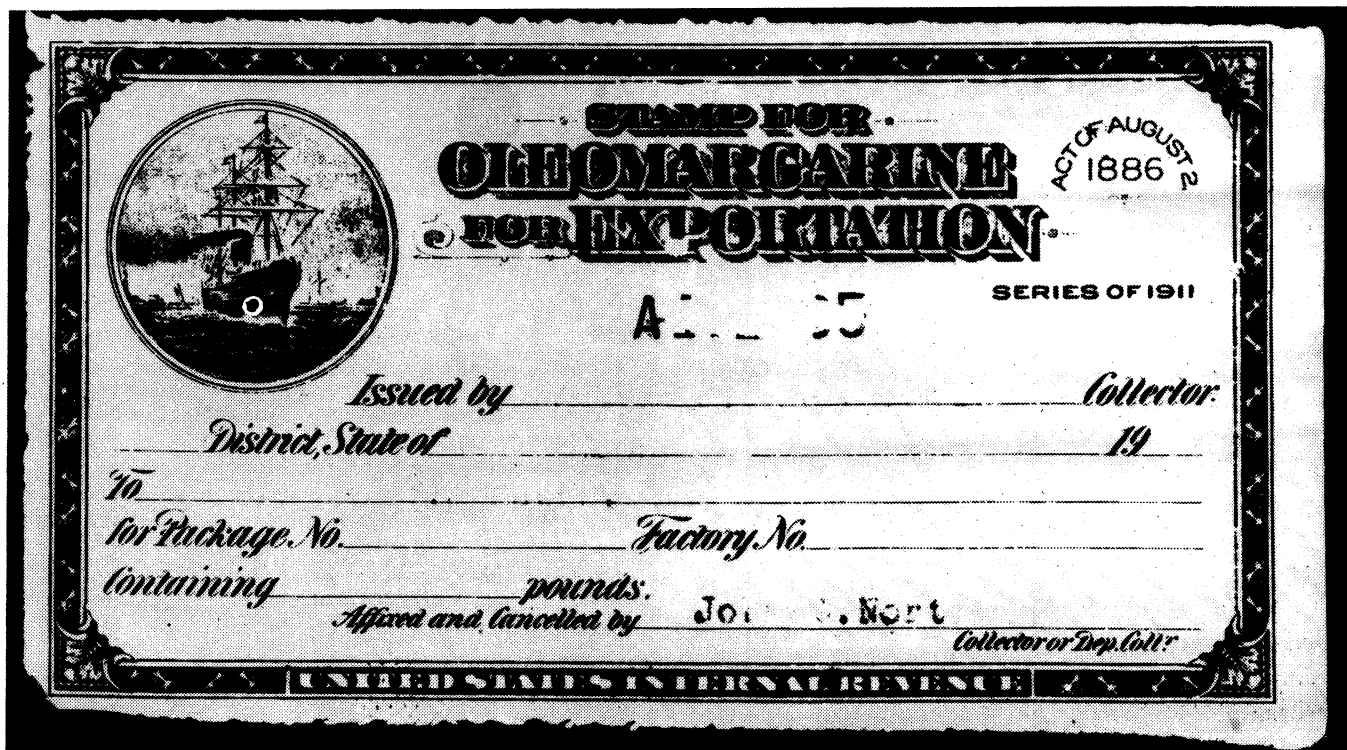 STAMP FOR
OLEOMARGARINE
FOR EXPORTATION
ACT OF AUGUST 2
1886
SERIES OF 1911
Issued by Collector.
District, State of 19
To
for Package No. Factory No.
Containing pounds.
Affixed and Cancelled by
Collector or Dep. Coll!
UNITED STATES INTERNAL REVENUE